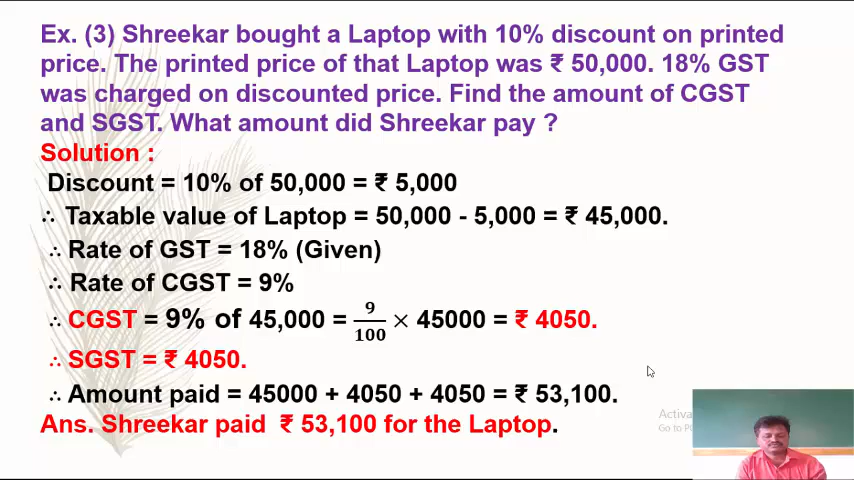 Ex. (3) Shreekar bought a Laptop with 10% discount on printed
price. The printed price of that Laptop was ₹ 50,000. 18% GST
was charged on discounted price. Find the amount of CGST
and SGST. What amount did Shreekar pay ?
Solution :
Discount = 10% of 50,000 = ₹ 5,000
∴ Taxable value of Laptop = 50,000 - 5,000 = ₹ 45,000.
∴ Rate of GST = 18% (Given)
∴ Rate of CGST = 9%
∴ CGST = 9% of 45,000 = 9/100 × 45000 = ₹ 4050.
∴ SGST = ₹ 4050.
∴ Amount paid = 45000 + 4050 + 4050 = ₹ 53,100.
Ans. Shreekar paid ₹ 53,100 for the Laptop.
Activa
Go to PC